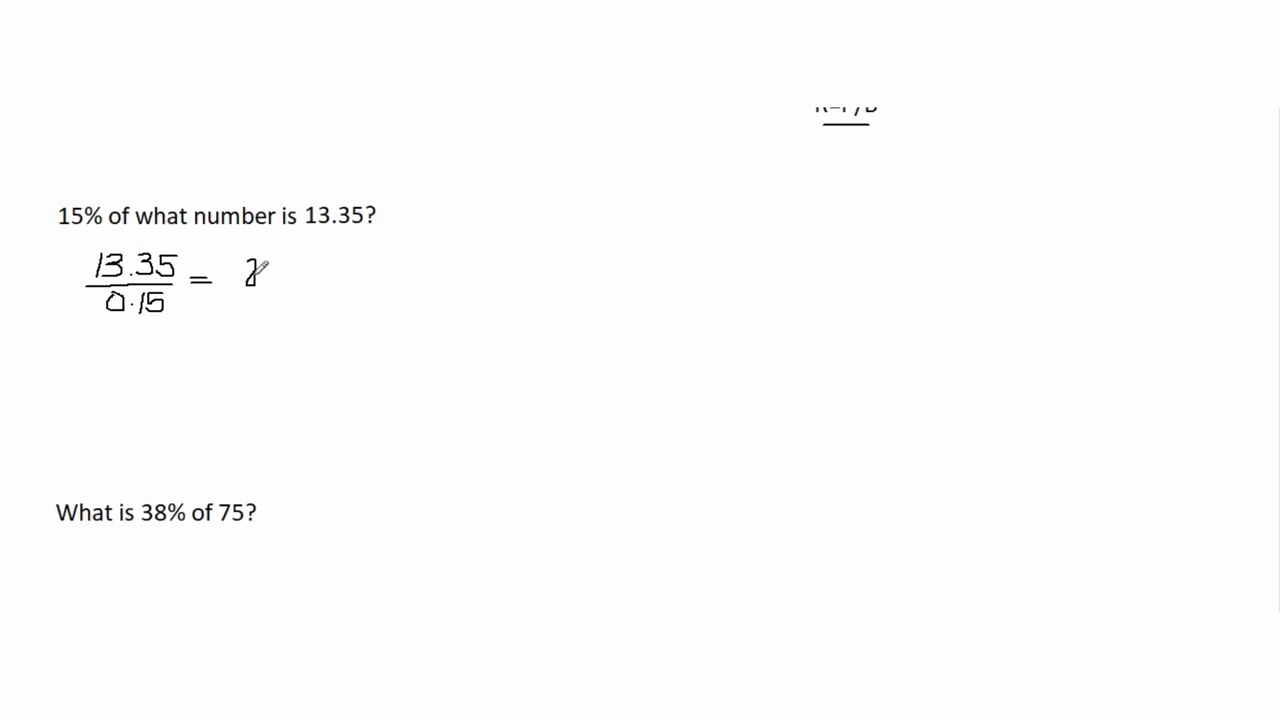 15% of what number is 13.35?
13.35
0.15
=
What is 38% of 75?